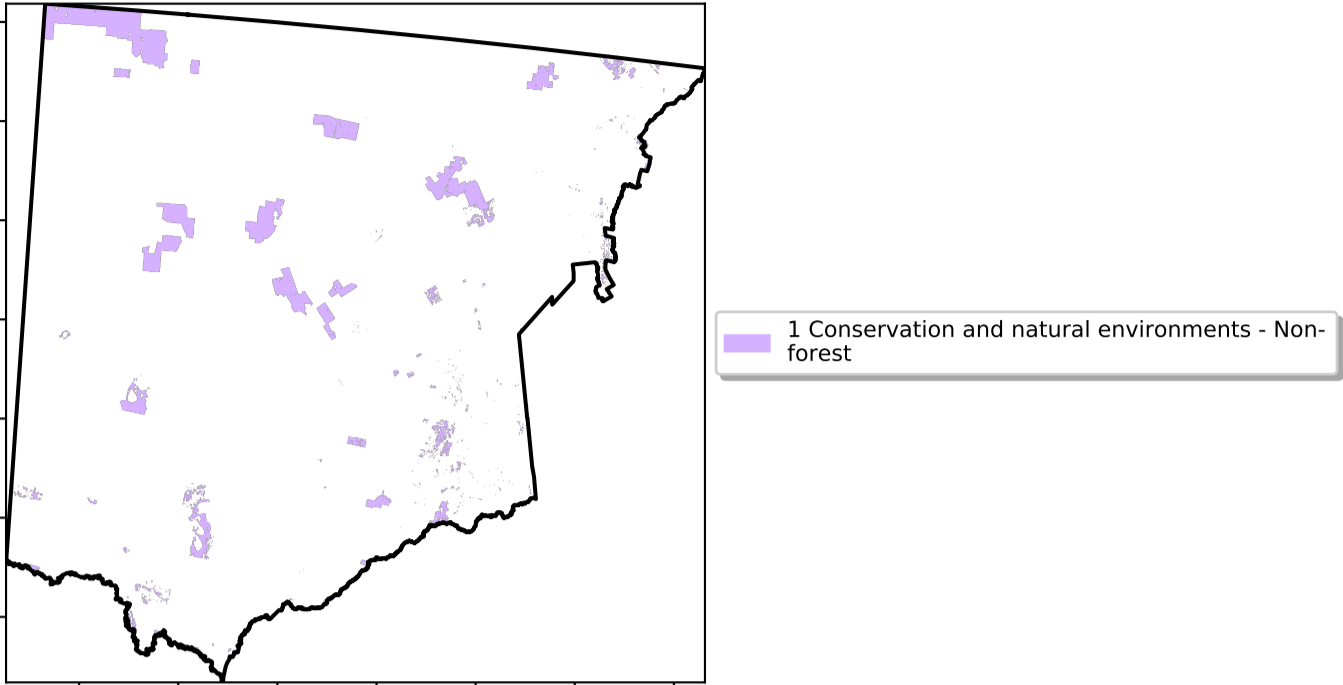 1 Conservation and natural environments - Non-
forest